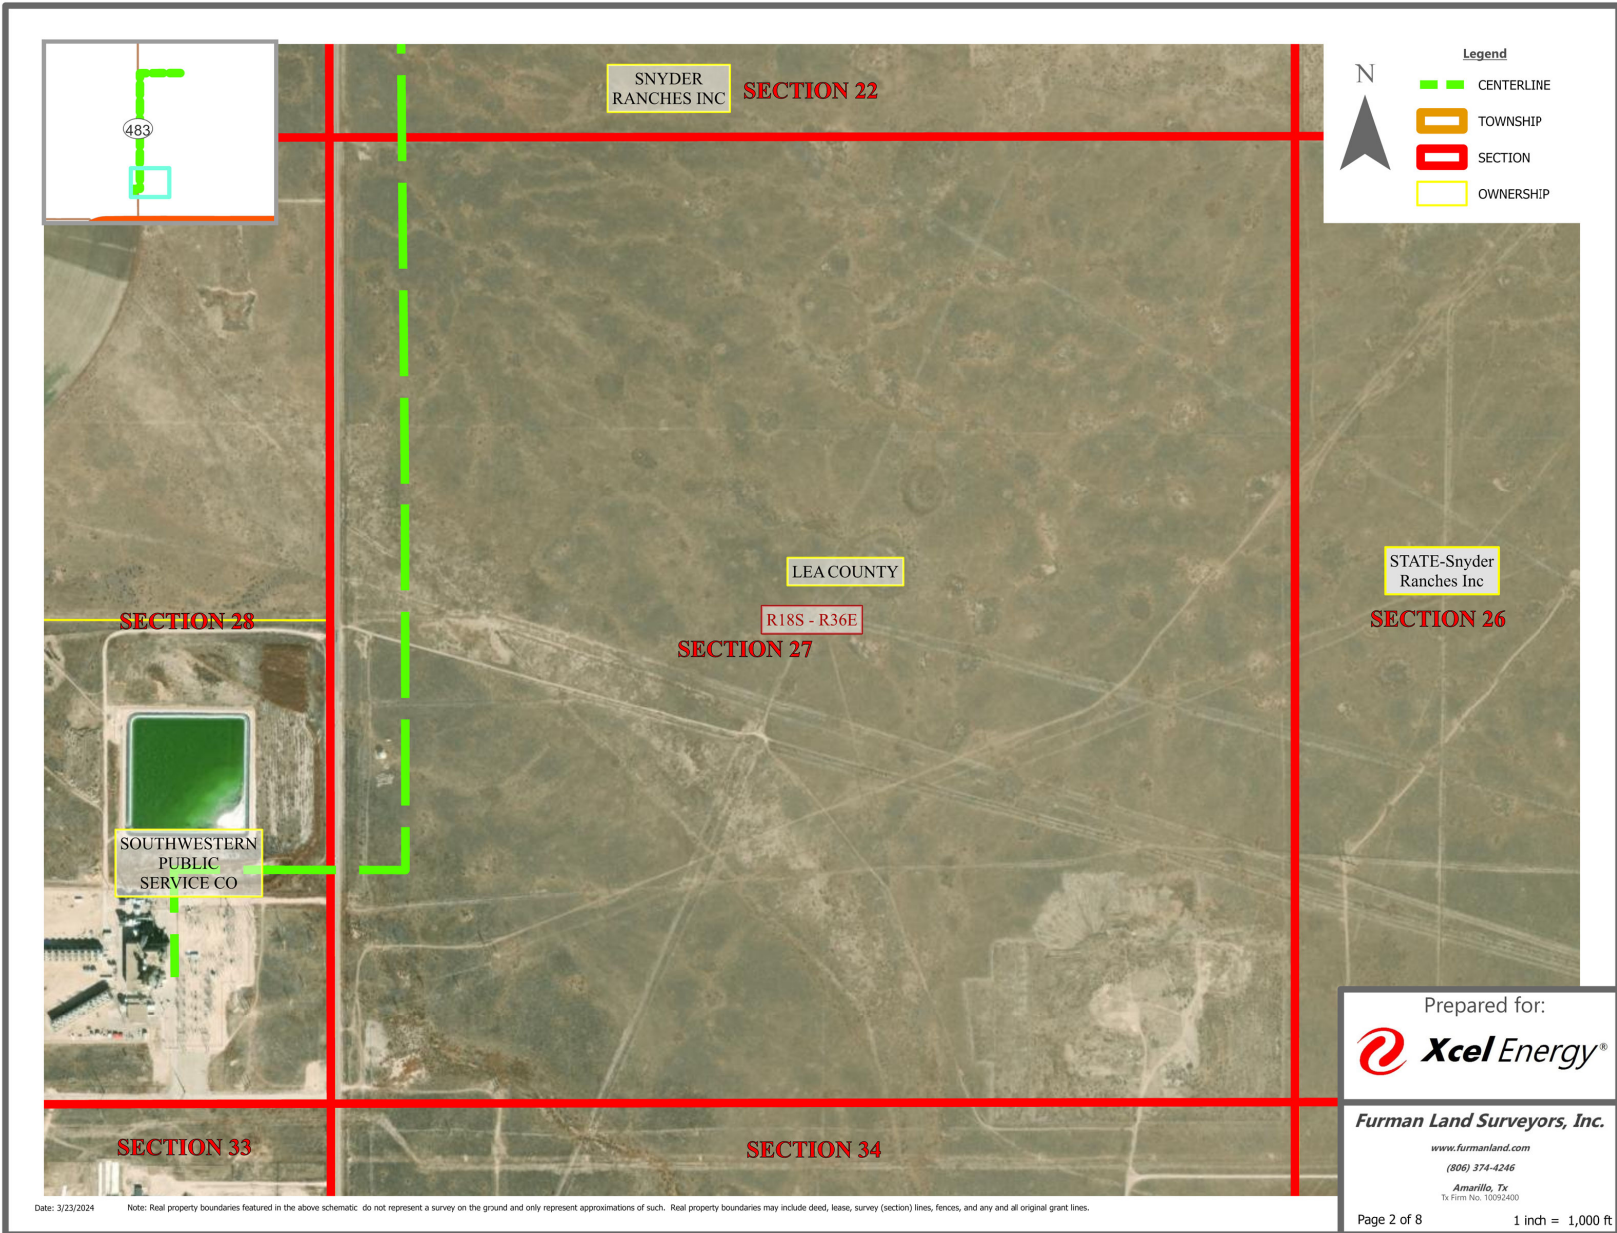 483
SNYDER
RANCHES INC
SECTION 22
N
Legend
CENTERLINE
TOWNSHIP
SECTION
OWNERSHIP
LEA COUNTY
R18S - R36E
SECTION 27
STATE-Snyder
Ranches Inc
SECTION 26
SECTION 28
SOUTHWESTERN
PUBLIC
SERVICE CO
SECTION 33
SECTION 34
Prepared for:
Xcel Energy®
Furman Land Surveyors, Inc.
www.furmanland.com
(806) 374-4246
Amarillo, Tx
Tx Firm No. 10092400
Page 2 of 8
1 inch = 1,000 ft
Date: 3/23/2024
Note: Real property boundaries featured in the above schematic do not represent a survey on the ground and only represent approximations of such. Real property boundaries may include deed, lease, survey (section) lines, fences, and any and all original grant lines.